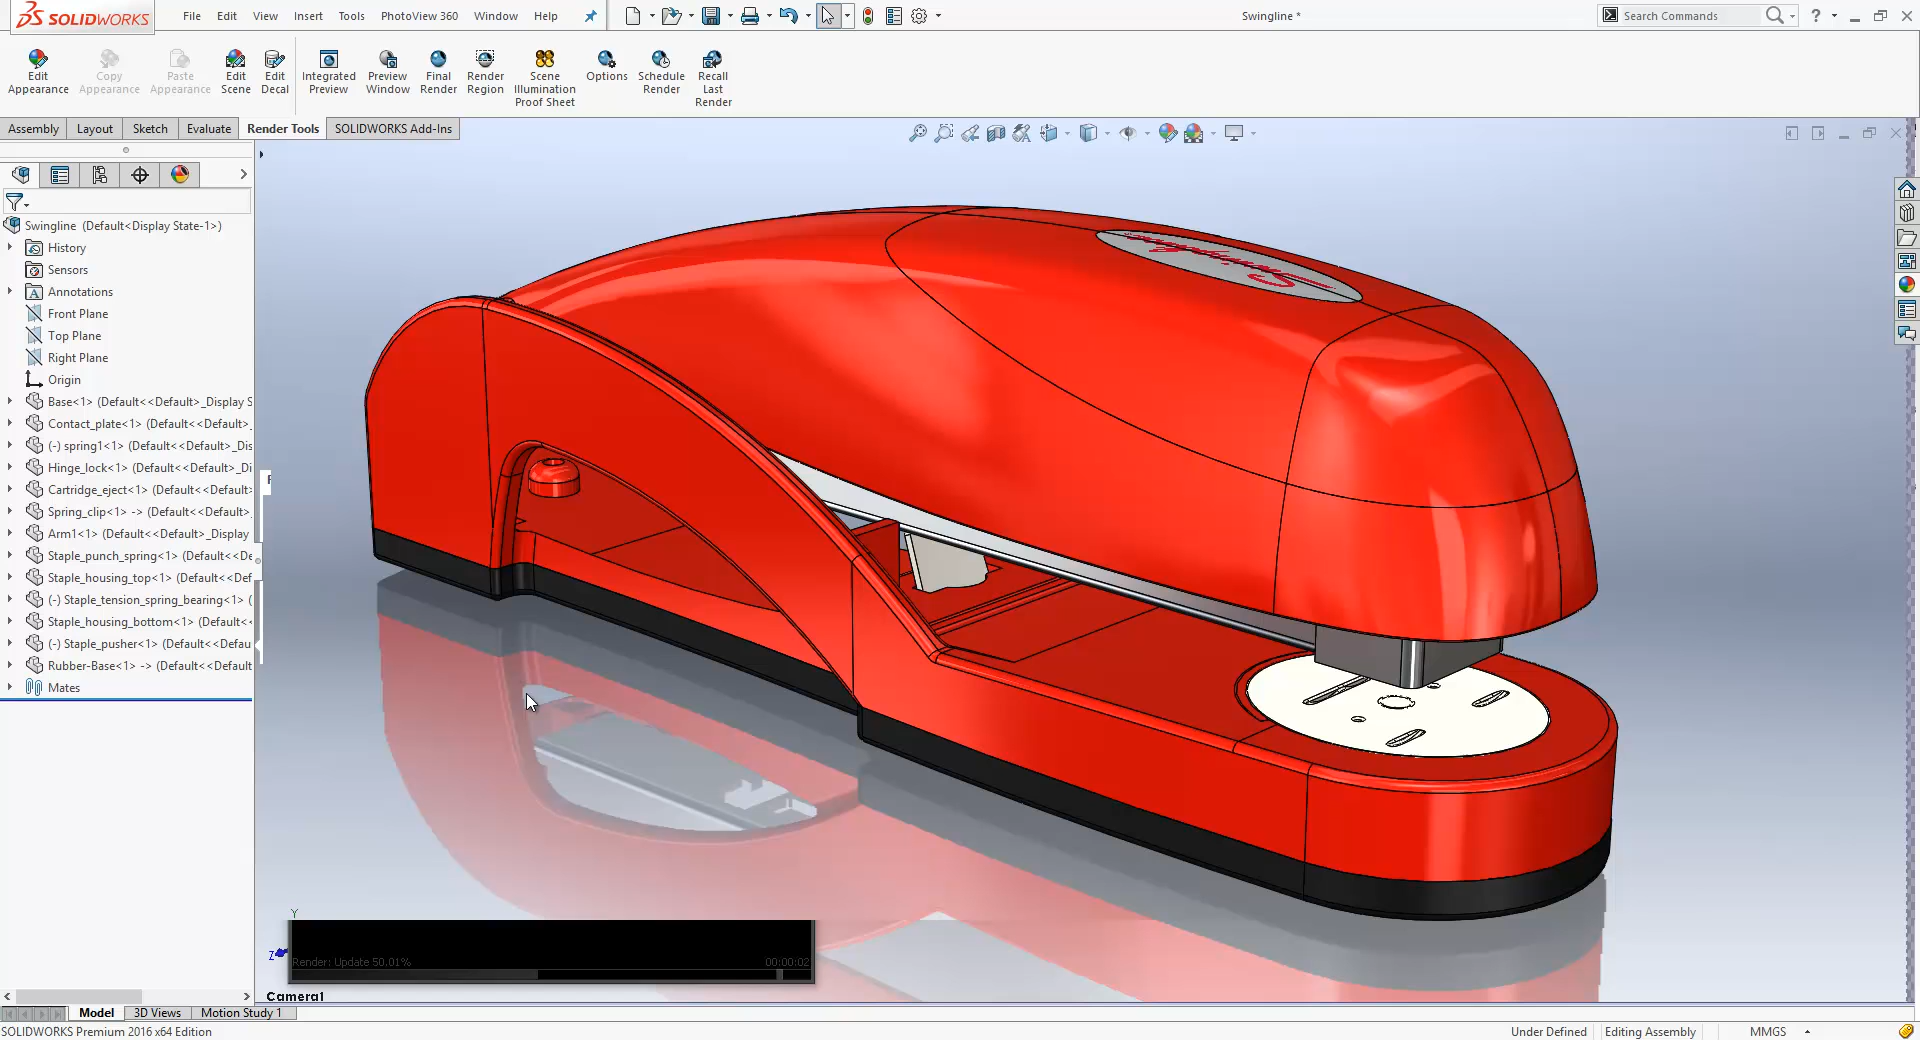 SOLIDWORKS
File Edit View Insert Tools PhotoView 360 Window Help
Swingline *
Search Commands
?
Edit Appearance
Copy Appearance
Paste Appearance
Edit Scene
Edit Decal
Integrated Preview
Preview Window
Final Render
Render Region
Scene Illumination Proof Sheet
Options
Schedule Render
Recall Last Render
Assembly Layout Sketch Evaluate Render Tools SOLIDWORKS Add-Ins
Swingline (Default<Display State-1>)
History
Sensors
A Annotations
Front Plane
Top Plane
Right Plane
Origin
Base<1> (Default<<Default>_Display S
Contact_plate<1> (Default<<Default>_
(-) spring1<1> (Default<<Default>_Dis
Hinge_lock<1> (Default<<Default>_Di
Cartridge_eject<1> (Default<<Default>
Spring_clip<1> -> (Default<<Default>
Arm1<1> (Default<<Default>_Display
Staple_punch_spring<1> (Default<<De
Staple_housing_top<1> (Default<<Def
(-) Staple_tension_spring_bearing<1> (
Staple_housing_bottom<1> (Default<<
(-) Staple_pusher<1> (Default<<Defau
Rubber-Base<1> -> (Default<<Default
Mates
Swingline
Y
Z
Render: Update 50.01% 00:00:02
Camera1
Model 3D Views Motion Study 1
SOLIDWORKS Premium 2016 x64 Edition
Under Defined Editing Assembly MMGS